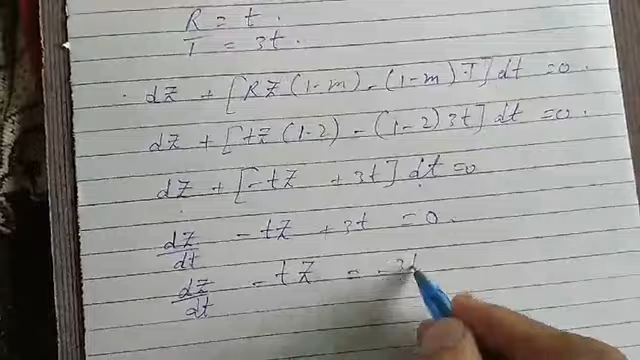 R = t.
T = 3t.
dz + [Rz(1-m) - (1-m)·T]dt = 0.
dz + [tz(1-2) - (1-2)3t]dt = 0.
dz + [-tz + 3t]dt = 0
dz/dt - tz + 3t = 0.
dz/dt - tz = -3t